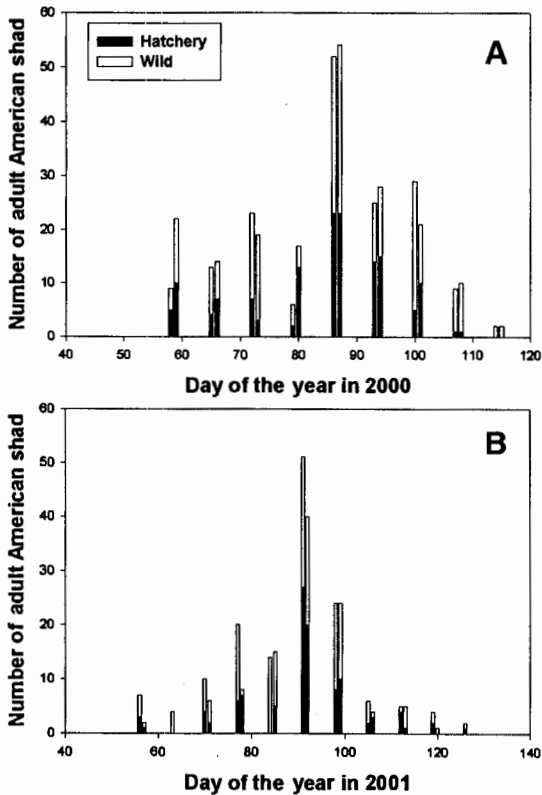 Number of adult American shad
60
50
40
30
20
10
0
Hatchery
Wild
A
40 50 60 70 80 90 100 110 120
Day of the year in 2000
Number of adult American shad
60
50
40
30
20
10
0
B
40 60 80 100 120 140
Day of the year in 2001